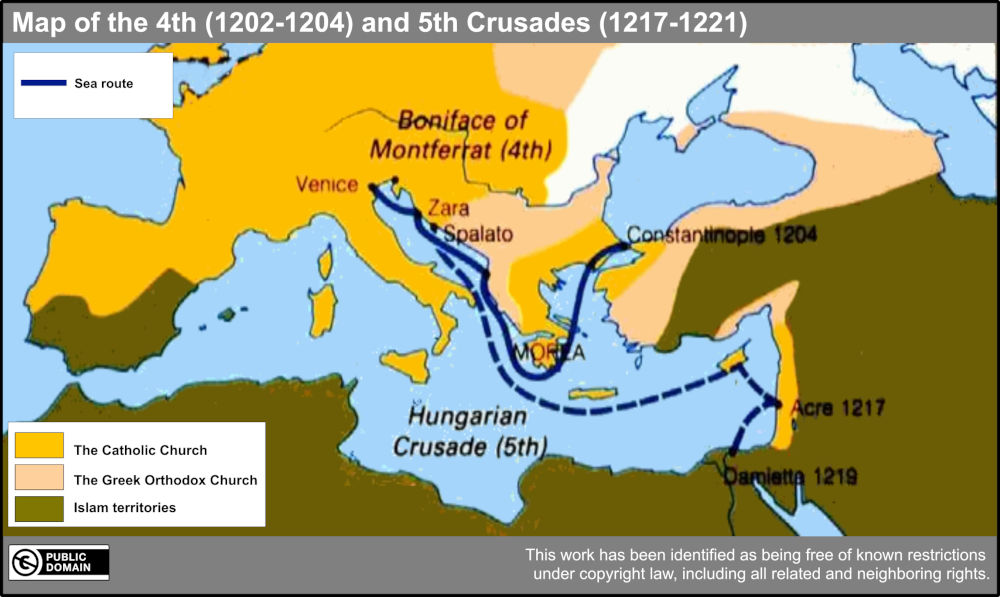 Map of the 4th (1202-1204) and 5th Crusades (1217-1221)
Sea route
Boniface of
Montferrat (4th)
Venice
Zara
Spalato
Constantinople 1204
MOREA
Hungarian
Crusade (5th)
Acre 1217
Damietta 1219
The Catholic Church
The Greek Orthodox Church
Islam territories
PUBLIC
DOMAIN
This work has been identified as being free of known restrictions
under copyright law, including all related and neighboring rights.